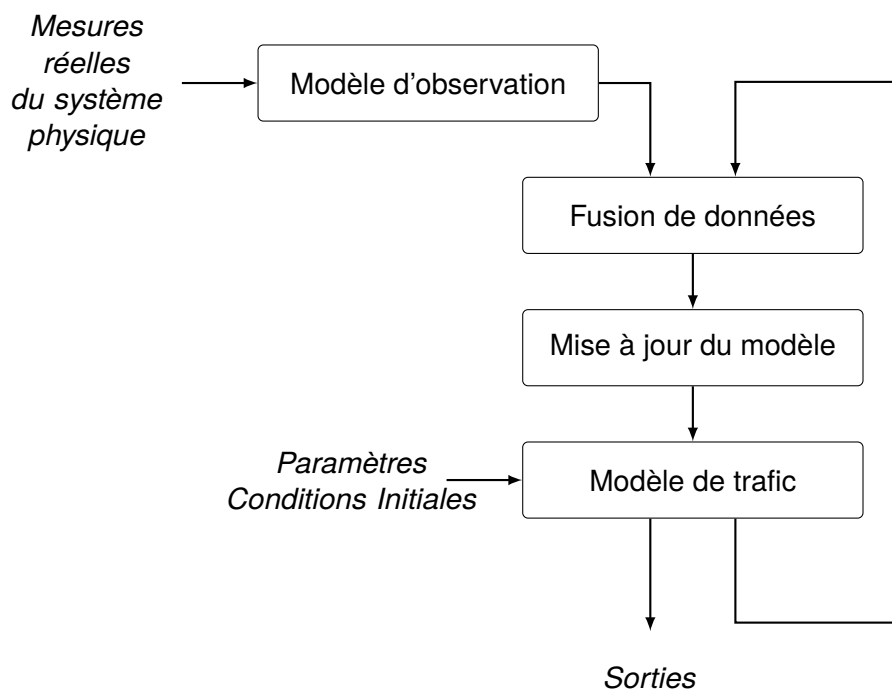 Mesures
réelles
du système
physique
Modèle d'observation
Fusion de données
Mise à jour du modèle
Paramètres
Conditions Initiales
Modèle de trafic
Sorties